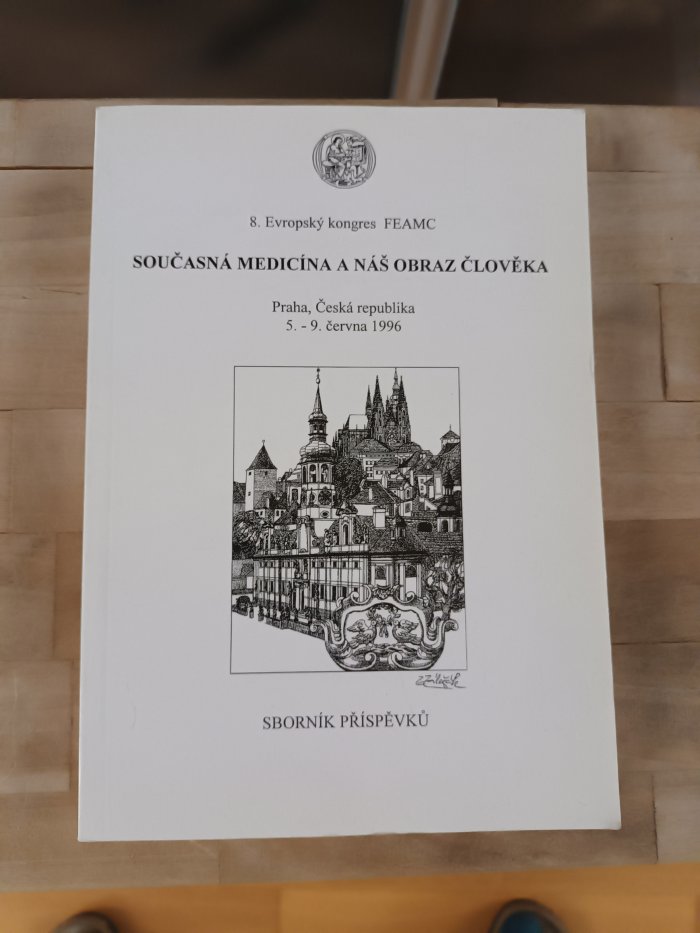 8. Evropský kongres FEAMC
SOUČASNÁ MEDICÍNA A NÁŠ OBRAZ ČLOVĚKA
Praha, Česká republika
5. - 9. června 1996
SBORNÍK PŘÍSPĚVKŮ